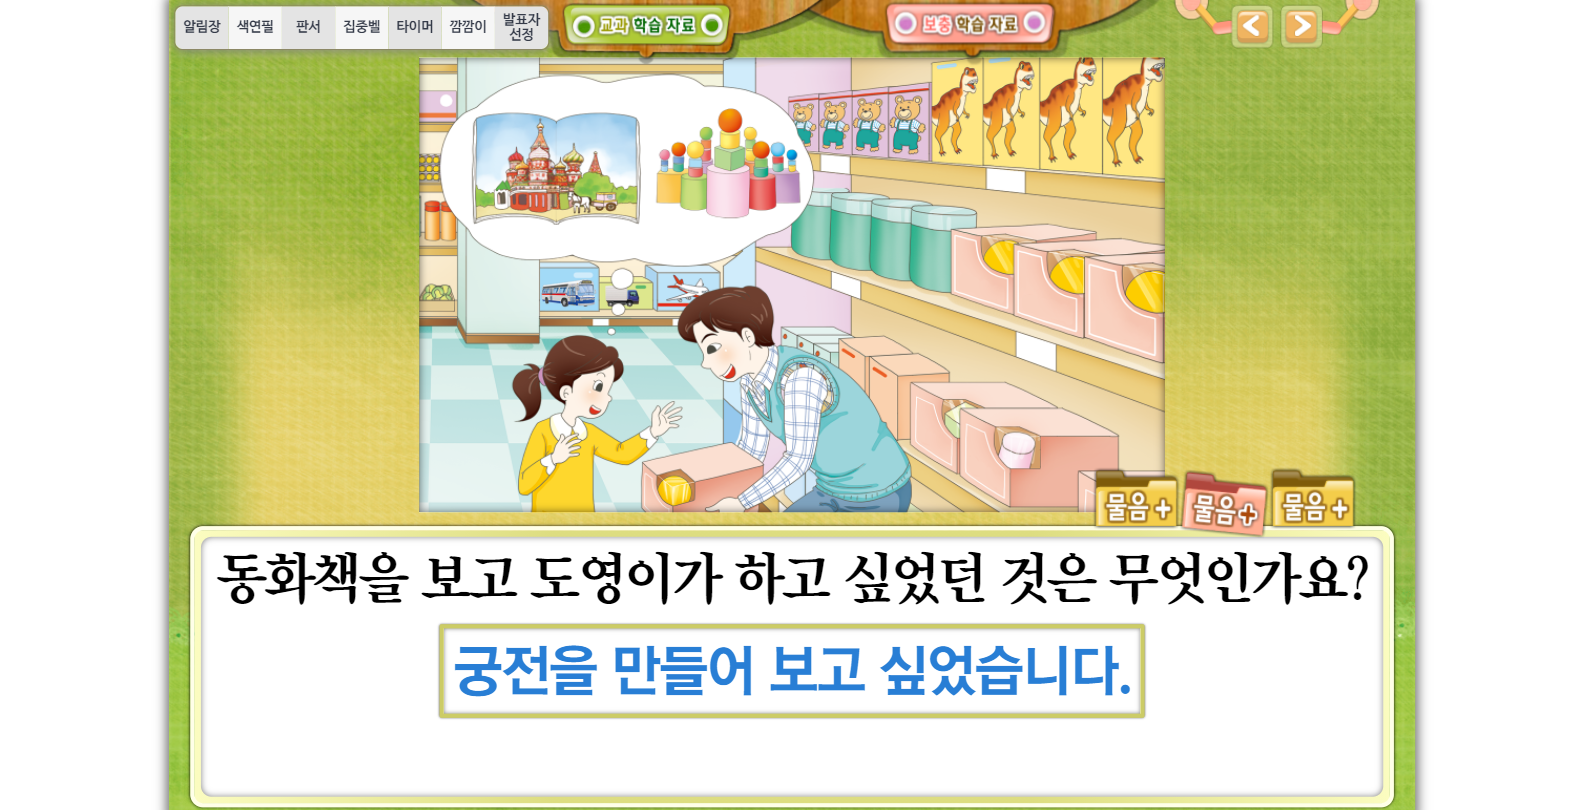 알림장 색연필 판서 집중벨 타이머 깜깜이 발표자
선정
교과 학습 자료
보충 학습 자료
물음+ 물음+ 물음+
동화책을 보고 도영이가 하고 싶었던 것은 무엇인가요?
궁전을 만들어 보고 싶었습니다.